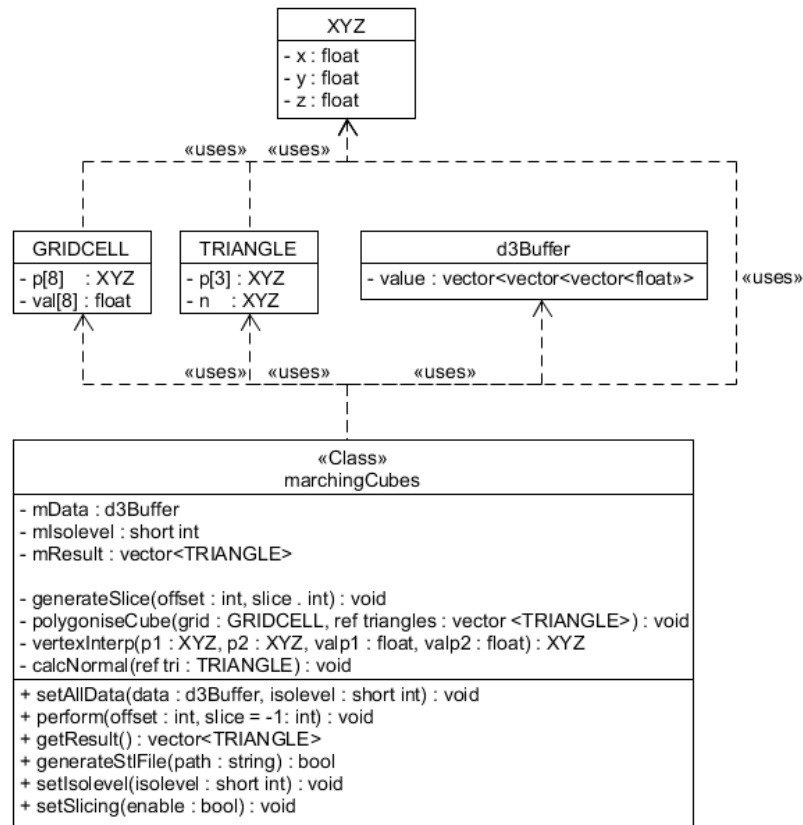 XYZ
- x : float
- y : float
- z : float
«uses» «uses»
GRIDCELL
- p[8] : XYZ
- val[8] : float
TRIANGLE
- p[3] : XYZ
- n : XYZ
d3Buffer
- value : vector<vector<vector<float»>
«uses»
«uses» «uses» «uses»
«Class»
marchingCubes
- mData : d3Buffer
- mIsolevel : short int
- mResult : vector<TRIANGLE>
- generateSlice(offset : int, slice . int) : void
- polygoniseCube(grid : GRIDCELL, ref triangles : vector <TRIANGLE>) : void
- vertexInterp(p1 : XYZ, p2 : XYZ, valp1 : float, valp2 : float) : XYZ
- calcNormal(ref tri : TRIANGLE) : void
+ setAllData(data : d3Buffer, isolevel : short int) : void
+ perform(offset : int, slice = -1: int) : void
+ getResult() : vector<TRIANGLE>
+ generateStlFile(path : string) : bool
+ setIsolevel(isolevel : short int) : void
+ setSlicing(enable : bool) : void